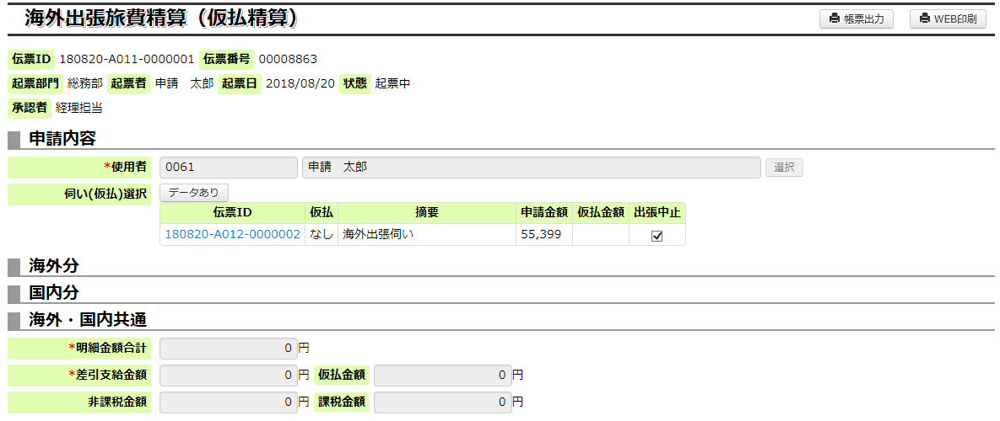 海外出張旅費精算（仮払精算）
帳票出力 WEB印刷
伝票ID 180820-A011-0000001 伝票番号 00008863
起票部門 総務部 起票者 申請　太郎 起票日 2018/08/20 状態 起票中
承認者 経理担当
申請内容
*使用者 0061 申請　太郎 選択
伺い(仮払)選択 データあり
伝票ID 仮払 摘要 申請金額 仮払金額 出張中止
180820-A012-0000002 なし 海外出張伺い 55,399
海外分
国内分
海外・国内共通
*明細金額合計 0 円
*差引支給金額 0 円 仮払金額 0 円
非課税金額 0 円 課税金額 0 円